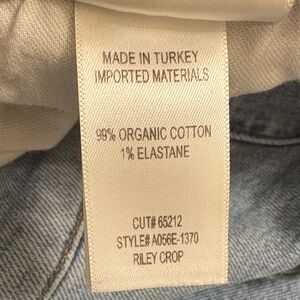 MADE IN TURKEY
IMPORTED MATERIALS
99% ORGANIC COTTON
1% ELASTANE
CUT# 65212
STYLE# A056E-1370
RILEY CROP